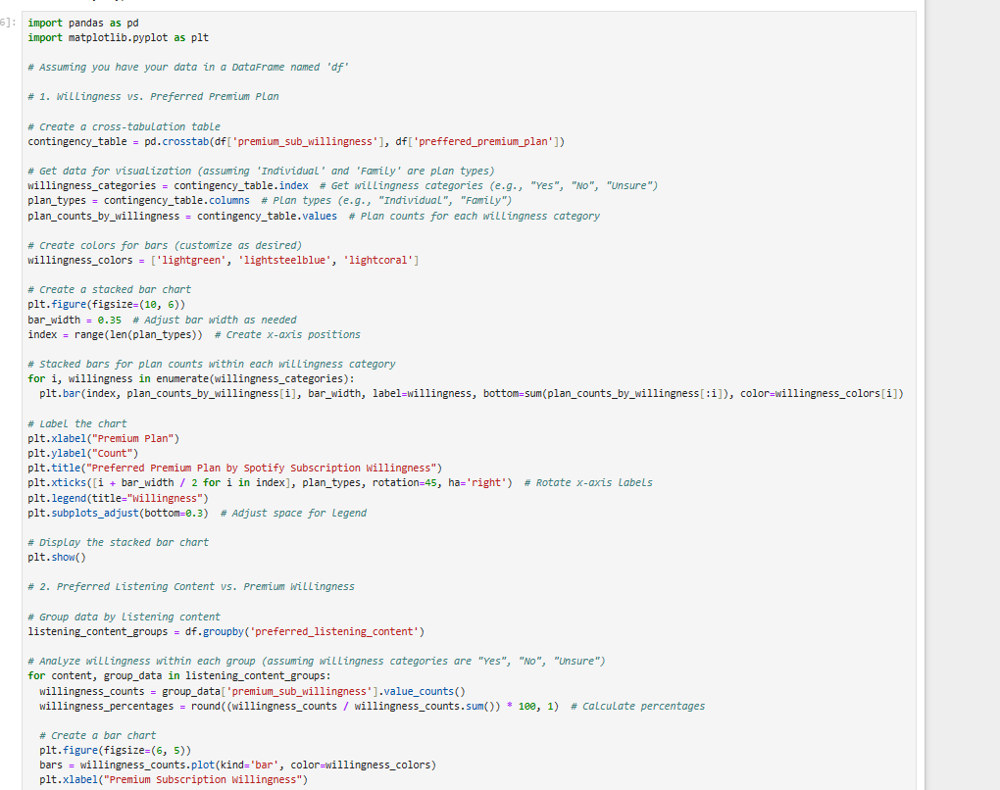 6]:
import pandas as pd
import matplotlib.pyplot as plt
# Assuming you have your data in a DataFrame named 'df'
# 1. Willingness vs. Preferred Premium Plan
# Create a cross-tabulation table
contingency_table = pd.crosstab(df['premium_sub_willingness'], df['preffered_premium_plan'])
# Get data for visualization (assuming 'Individual' and 'Family' are plan types)
willingness_categories = contingency_table.index  # Get willingness categories (e.g., "Yes", "No", "Unsure")
plan_types = contingency_table.columns  # Plan types (e.g., "Individual", "Family")
plan_counts_by_willingness = contingency_table.values  # Plan counts for each willingness category
# Create colors for bars (customize as desired)
willingness_colors = ['lightgreen', 'lightsteelblue', 'lightcoral']
# Create a stacked bar chart
plt.figure(figsize=(10, 6))
bar_width = 0.35  # Adjust bar width as needed
index = range(len(plan_types))  # Create x-axis positions
# Stacked bars for plan counts within each willingness category
for i, willingness in enumerate(willingness_categories):
  plt.bar(index, plan_counts_by_willingness[i], bar_width, label=willingness, bottom=sum(plan_counts_by_willingness[:i]), color=willingness_colors[i])
# Label the chart
plt.xlabel("Premium Plan")
plt.ylabel("Count")
plt.title("Preferred Premium Plan by Spotify Subscription Willingness")
plt.xticks([i + bar_width / 2 for i in index], plan_types, rotation=45, ha='right')  # Rotate x-axis labels
plt.legend(title="Willingness")
plt.subplots_adjust(bottom=0.3)  # Adjust space for legend
# Display the stacked bar chart
plt.show()
# 2. Preferred Listening Content vs. Premium Willingness
# Group data by listening content
listening_content_groups = df.groupby('preferred_listening_content')
# Analyze willingness within each group (assuming willingness categories are "Yes", "No", "Unsure")
for content, group_data in listening_content_groups:
  willingness_counts = group_data['premium_sub_willingness'].value_counts()
  willingness_percentages = round((willingness_counts / willingness_counts.sum()) * 100, 1)  # Calculate percentages
  # Create a bar chart
  plt.figure(figsize=(6, 5))
  bars = willingness_counts.plot(kind='bar', color=willingness_colors)
  plt.xlabel("Premium Subscription Willingness")